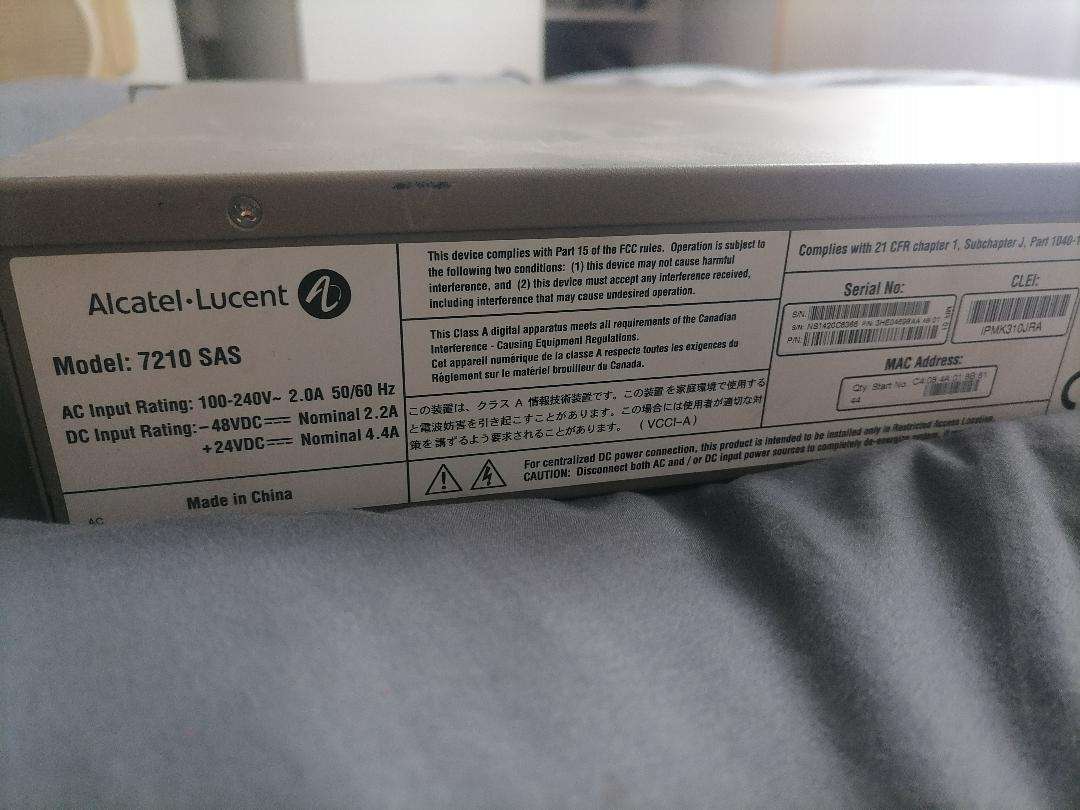 Alcatel·Lucent
Model: 7210 SAS
AC Input Rating: 100-240V~ 2.0A 50/60 Hz
DC Input Rating:-48VDC Nominal 2.2A
+24VDC Nominal 4.4A
Made in China
AC
This device complies with Part 15 of the FCC rules. Operation is subject to
the following two conditions: (1) this device may not cause harmful
interference, and (2) this device must accept any interference received,
including interference that may cause undesired operation.
This Class A digital apparatus meets all requirements of the Canadian
Interference - Causing Equipment Regulations.
Cet appareil numérique de la classe A respecte toutes les exigences du
Règlement sur le matériel brouilleur du Canada.
この装置は、クラス A 情報技術装置です。この装置を家庭環境で使用する
と電波妨害を引き起こすことがあります。この場合には使用者が適切な対
策を講ずるよう要求されることがあります。 (VCCI-A)
For centralized DC power connection, this product is intended to be installed only in Restricted Access Location.
CAUTION: Disconnect both AC and / or DC input power sources to completely de-energize
Complies with 21 CFR chapter 1, Subchapter J, Part 1040-1
Serial No:
S/N:
P/N:
CLEI:
IPMK310JRA
MAC Address:
Qty Start No.
44